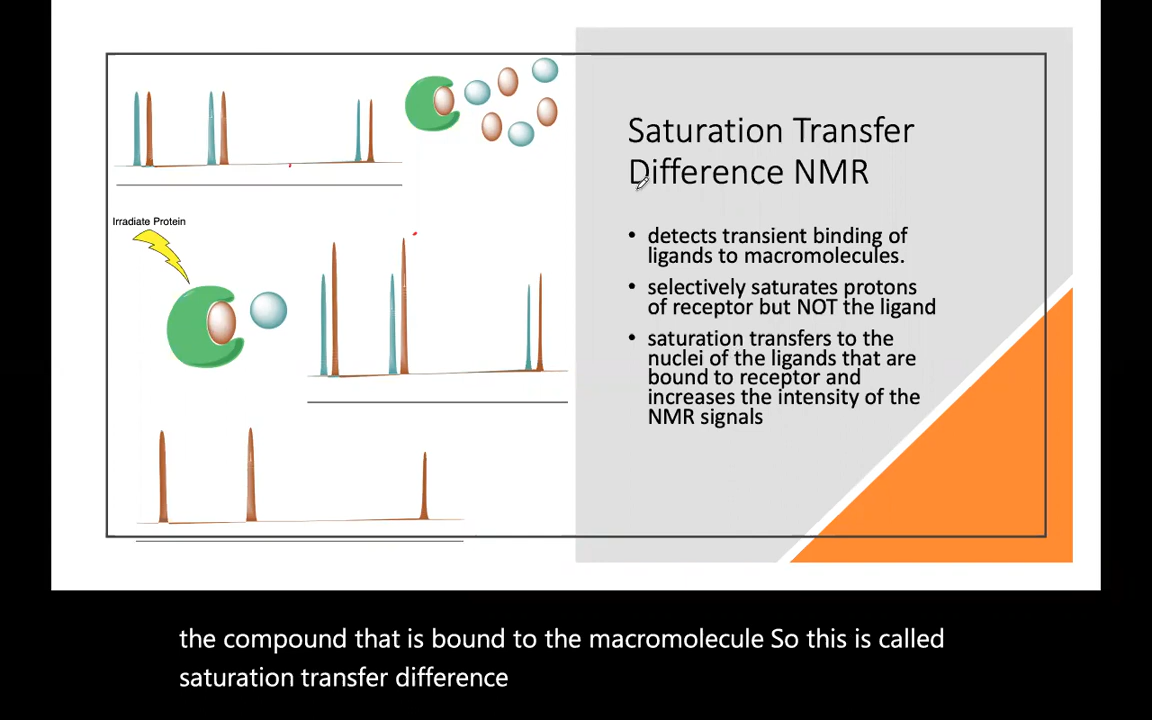 Saturation Transfer
Difference NMR
Irradiate Protein
• detects transient binding of
ligands to macromolecules.
• selectively saturates protons
of receptor but NOT the ligand
• saturation transfers to the
nuclei of the ligands that are
bound to receptor and
increases the intensity of the
NMR signals
the compound that is bound to the macromolecule So this is called
saturation transfer difference